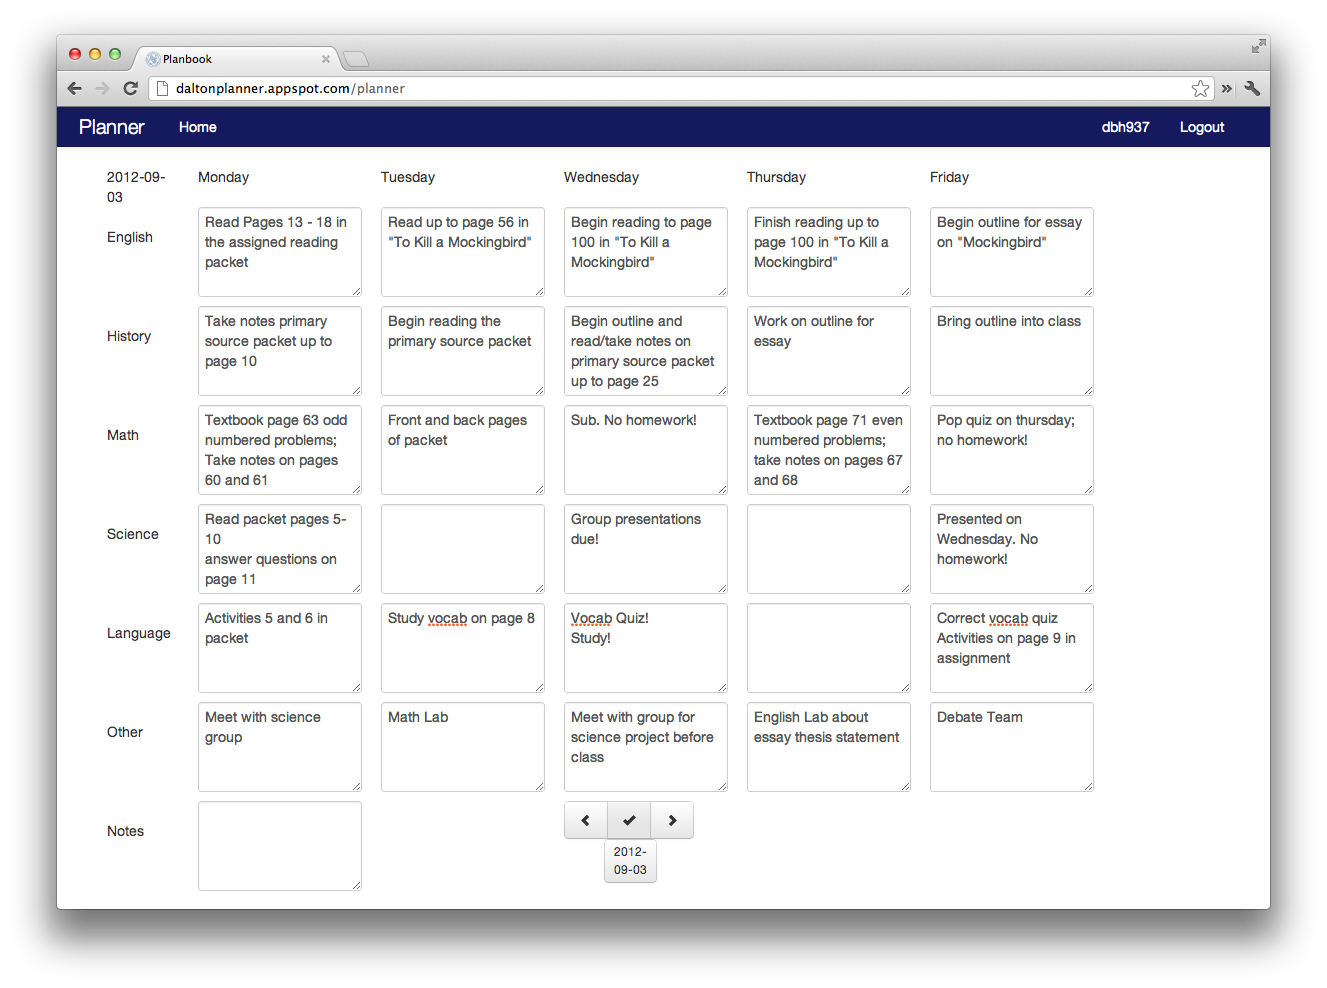 Planbook
daltonplanner.appspot.com/planner
Planner Home dbh937 Logout
2012-09-
03
Monday Tuesday Wednesday Thursday Friday
English
Read Pages 13 - 18 in
the assigned reading
packet
Read up to page 56 in
"To Kill a Mockingbird"
Begin reading to page
100 in "To Kill a
Mockingbird"
Finish reading up to
page 100 in "To Kill a
Mockingbird"
Begin outline for essay
on "Mockingbird"
History
Take notes primary
source packet up to
page 10
Begin reading the
primary source packet
Begin outline and
read/take notes on
primary source packet
up to page 25
Work on outline for
essay
Bring outline into class
Math
Textbook page 63 odd
numbered problems;
Take notes on pages
60 and 61
Front and back pages
of packet
Sub. No homework!
Textbook page 71 even
numbered problems;
take notes on pages 67
and 68
Pop quiz on thursday;
no homework!
Science
Read packet pages 5-
10
answer questions on
page 11
Group presentations
due!
Presented on
Wednesday. No
homework!
Language
Activities 5 and 6 in
packet
Study vocab on page 8
Vocab Quiz!
Study!
Correct vocab quiz
Activities on page 9 in
assignment
Other
Meet with science
group
Math Lab
Meet with group for
science project before
class
English Lab about
essay thesis statement
Debate Team
Notes
2012-
09-03